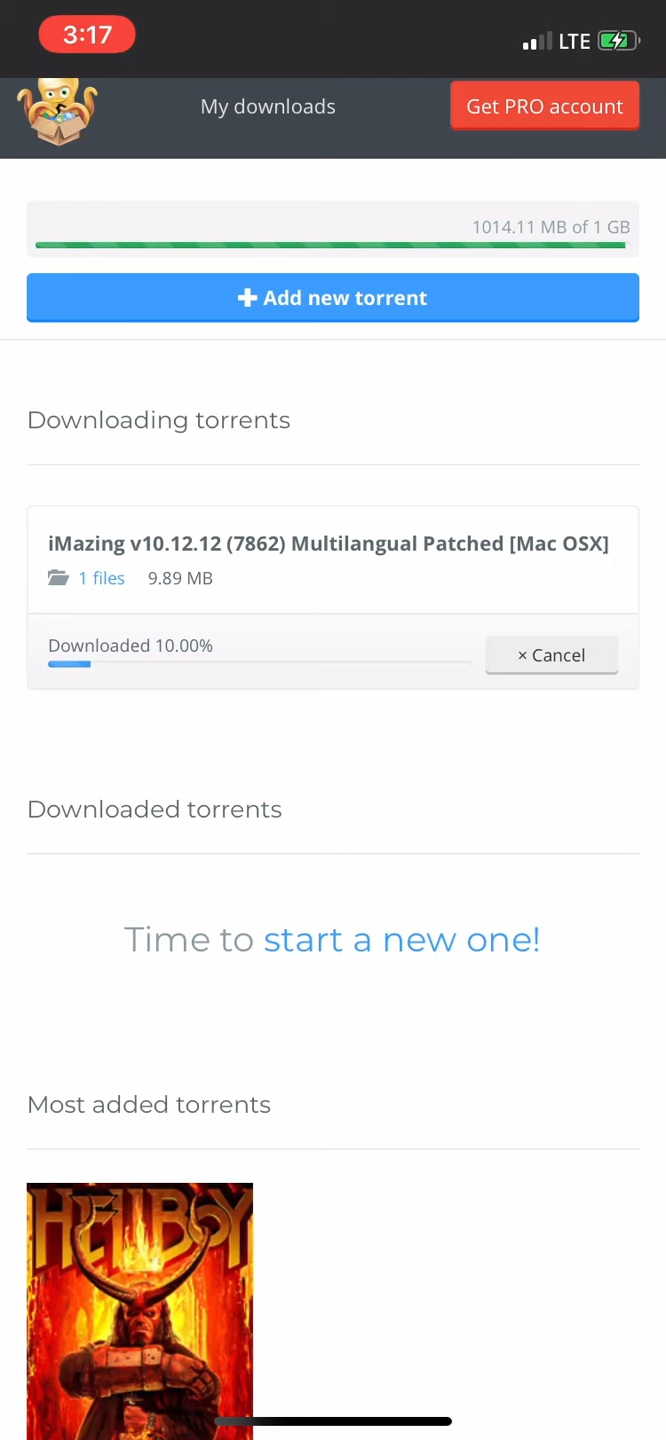 3:17
LTE
My downloads
Get PRO account
1014.11 MB of 1 GB
Add new torrent
Downloading torrents
iMazing v10.12.12 (7862) Multilangual Patched [Mac OSX]
1 files 9.89 MB
Downloaded 10.00%
× Cancel
Downloaded torrents
Time to start a new one!
Most added torrents
HELLBOY